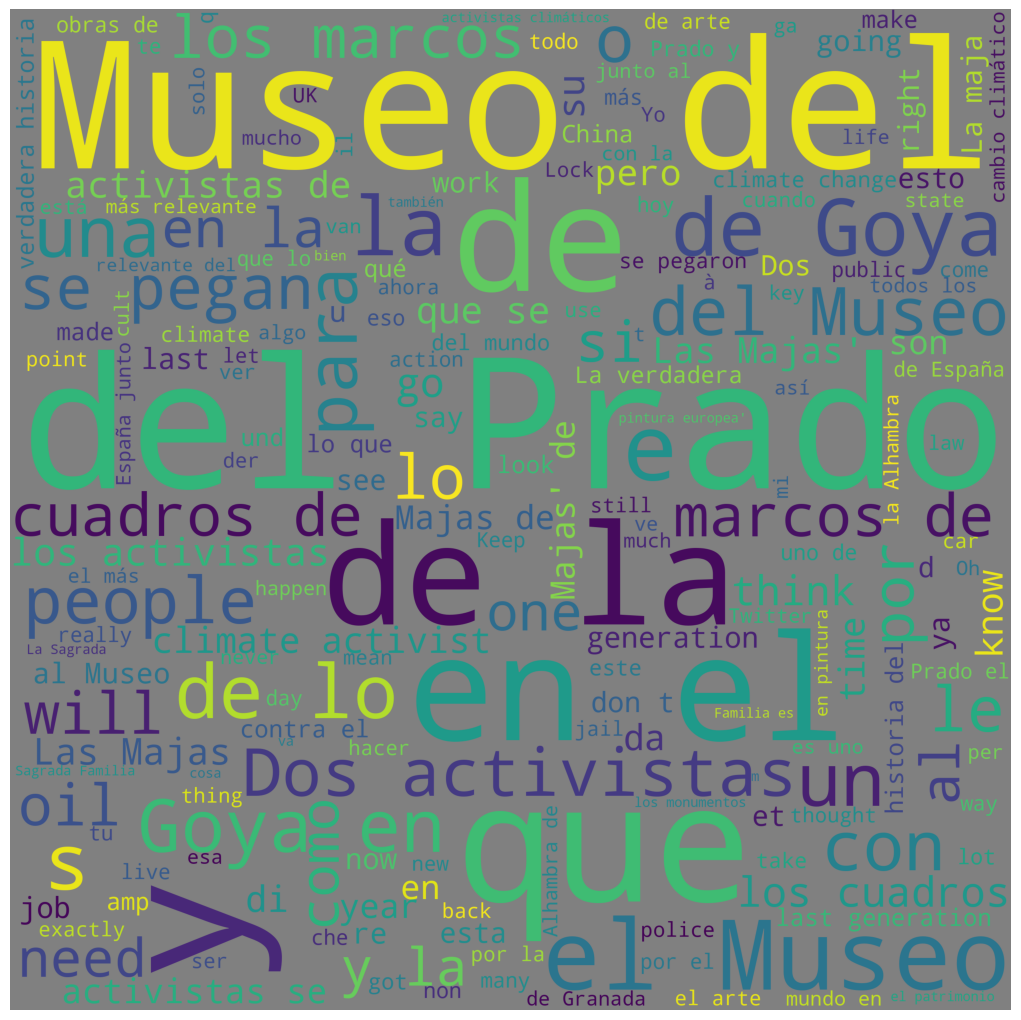 obras de
te
q
los marcos
activistas climáticos
todo
o
de arte
Prado y
ga
going
make
Museo del
verdadera historia
solo
UK
mucho
il
su
junto al
más
Yo
China
con la
pero
Lock
right
life
La maja
cambio climático
activistas de
work
climate change
esto
esta
más relevante
también
hoy
cuando
state
una
en la
van
la
de
de Goya
se pegan
relevante del
que lo
bien
para
u
qué
ahora
eso
que se
se pegaron
à
Dos
public
come
todos los
use
key
del Museo
made
cult
climate
algo
del mundo
si
t
Las Majas'
son
point
España junto
last
let
ver
action
go
La verdadera
así
de España
del Prado
say
pintura europea'
e
und
der
lo que
see
lo
look
Majas' de
mi
la Alhambra
law
cuadros de
Majas de
Keep
de la
still
ve
much
marcos de
car
los activistas
el más
happen
uno de
d
Oh
people
really
La Sagrada
climate activist
one
generation
think
Twitter
time
por
ya
know
al Museo
never
mean
este
en pintura
historia del
Prado el
will
de lo
day
contra el
en el
don t
Familia es
le
Las Majas
va
hacer
jail
da
es uno
per
Sagrada Familia
cosa
Dos activistas
m
un
al
way
oil
thing
tu
esa
Goya en
como
now
new
que
los monumentos
et
thought
con
lot
s
live
take
job
amp
exactly
y
di
year
en
back
Alhambra de
los cuadros
last generation
need
ser
che
re
esta
police
activistas se
y la
got
non
many
por la
el Museo
por el
de Granada
el arte
mundo en
el patrimonio